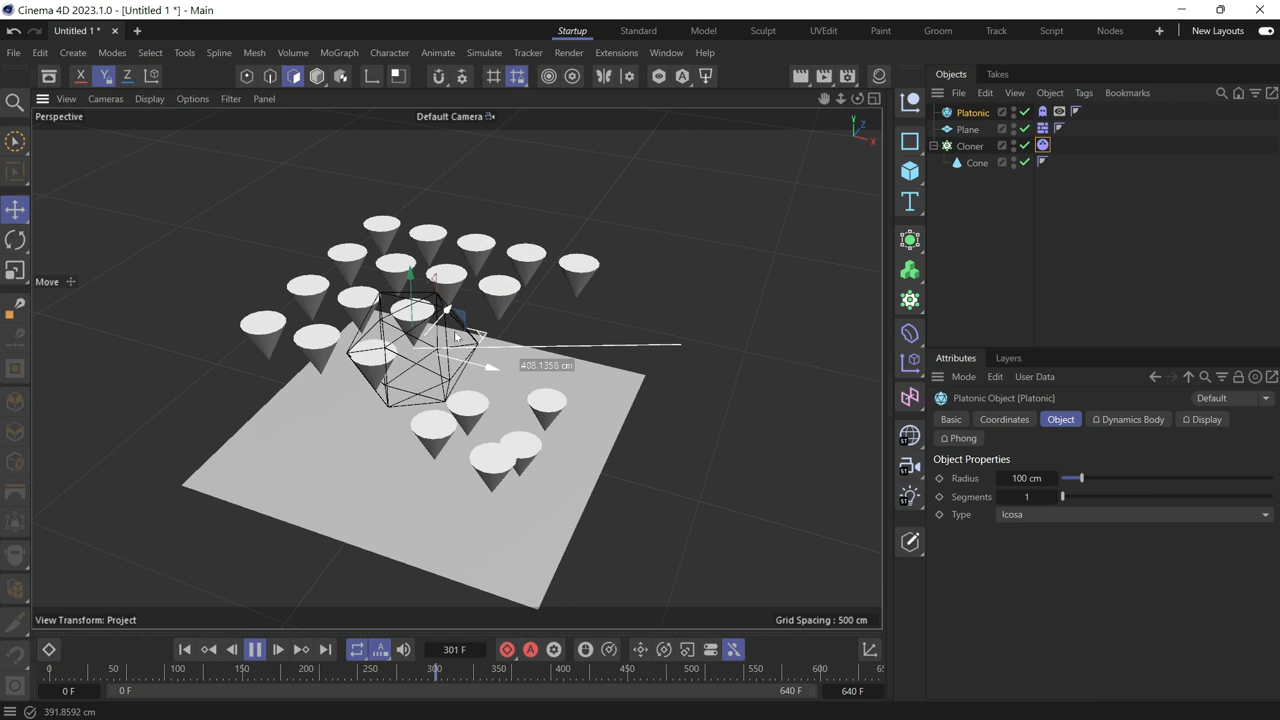 Cinema 4D 2023.1.0 - [Untitled 1 *] - Main
Untitled 1 *
Startup Standard Model Sculpt UVEdit Paint Groom Track Script Nodes New Layouts
File Edit Create Modes Select Tools Spline Mesh Volume MoGraph Character Animate Simulate Tracker Render Extensions Window Help
X Y Z
Objects Takes
File Edit View Object Tags Bookmarks
View Cameras Display Options Filter Panel
Perspective
Default Camera
Y Z X
Platonic
Plane
Cloner
Cone
Move
408.1358 cm
Attributes Layers
Mode Edit User Data
Platonic Object [Platonic]
Default
Basic Coordinates Object Dynamics Body Display
Phong
Object Properties
Radius 100 cm
Segments 1
Type Icosa
View Transform: Project
Grid Spacing : 500 cm
301 F
0 50 100 150 200 250 300 350 400 450 500 550 600 6
0 F 0 F 640 F 640 F
391.8592 cm
ST
ST
ST